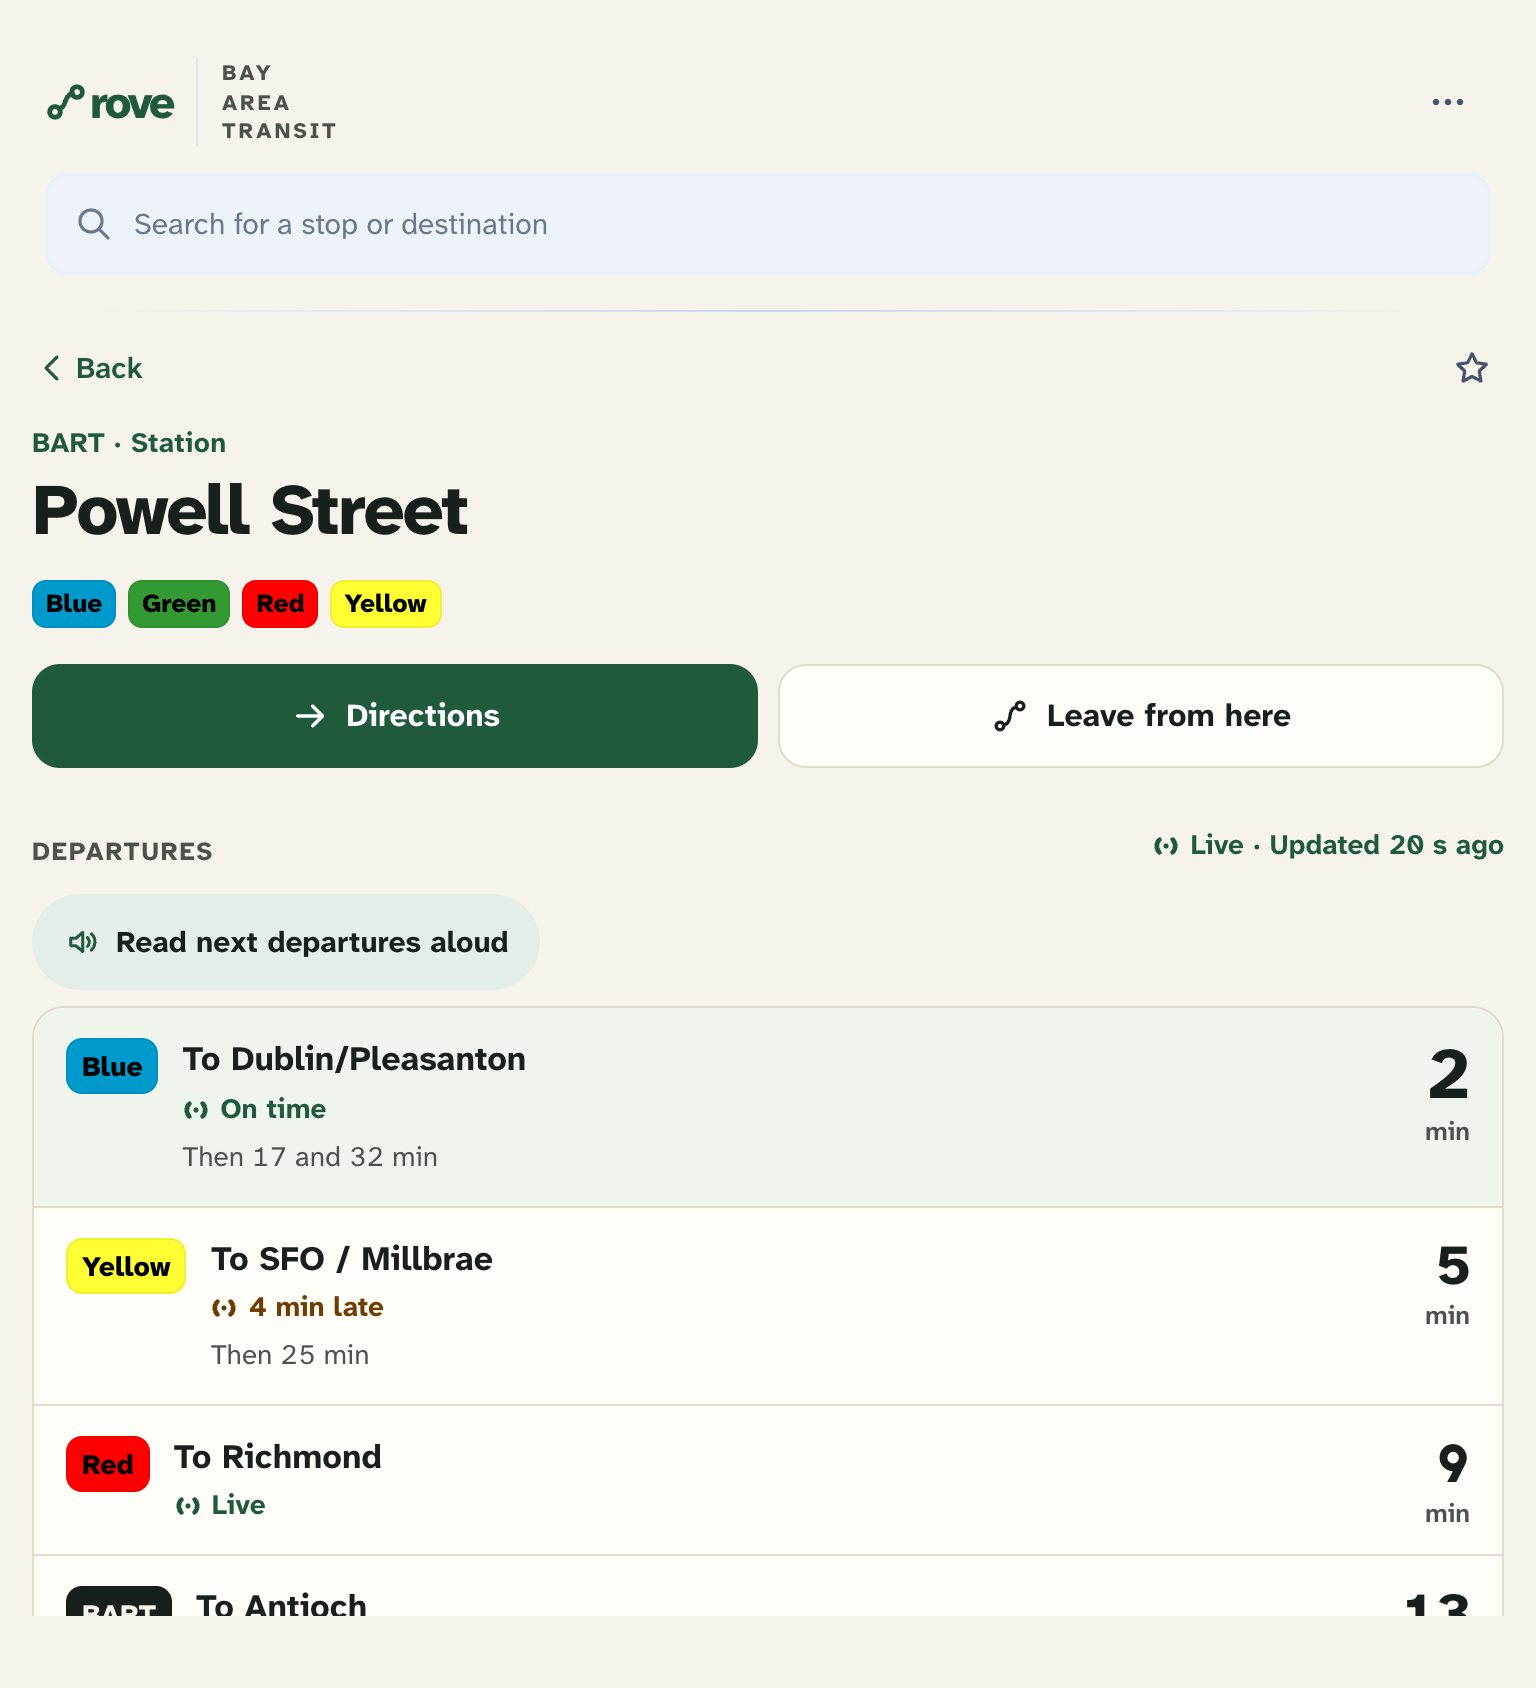 rove
BAY
AREA
TRANSIT
Search for a stop or destination
Back
BART · Station
Powell Street
Blue Green Red Yellow
Directions
Leave from here
DEPARTURES
Live · Updated 20 s ago
Read next departures aloud
Blue To Dublin/Pleasanton 2
On time min
Then 17 and 32 min
Yellow To SFO / Millbrae 5
4 min late min
Then 25 min
Red To Richmond 9
Live min
BART To Antioch 13